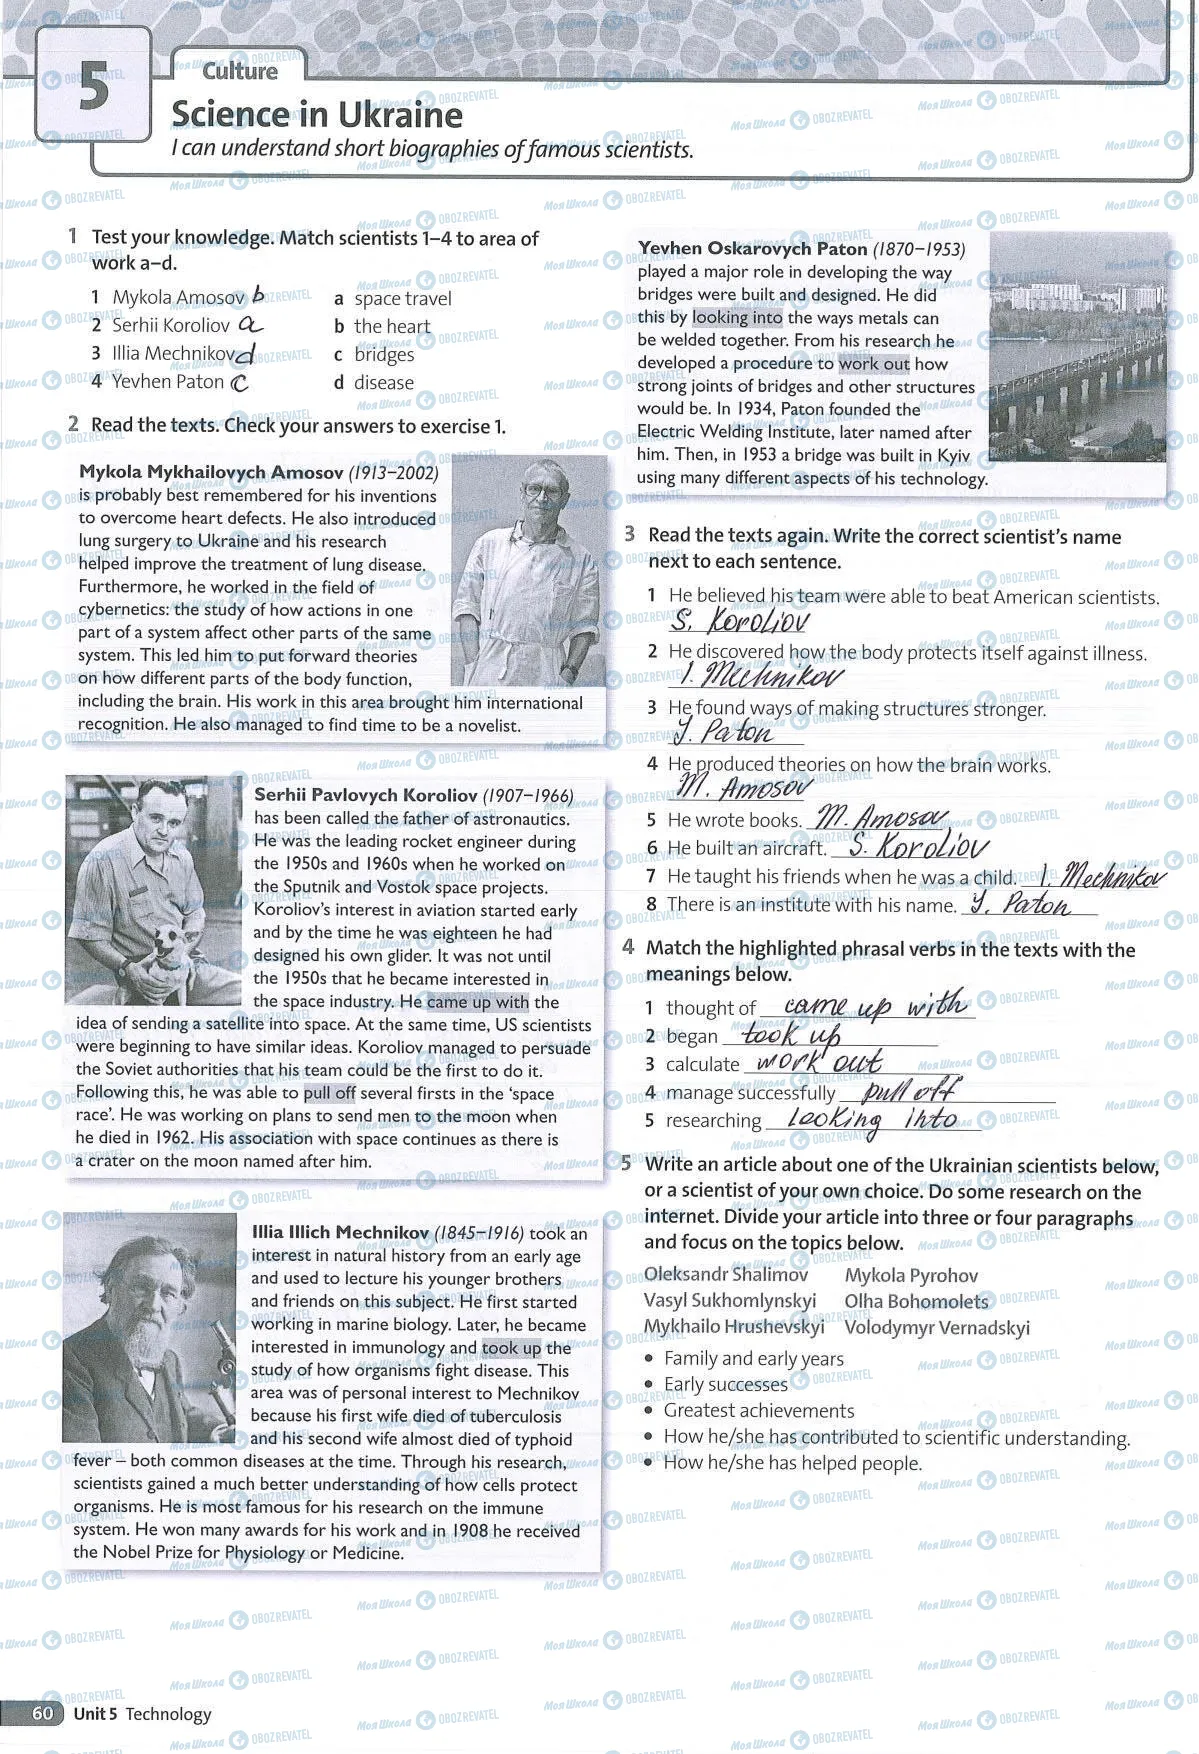 5
Culture
Science in Ukraine
I can understand short biographies of famous scientists.
1 Test your knowledge. Match scientists 1–4 to area of
work a–d.
1 Mykola Amosov b
a space travel
2 Serhii Koroliov a
b the heart
3 Illia Mechnikov d
c bridges
4 Yevhen Paton c
d disease
2 Read the texts. Check your answers to exercise 1.
Mykola Mykhailovych Amosov (1913–2002)
is probably best remembered for his inventions
to overcome heart defects. He also introduced
lung surgery to Ukraine and his research
helped improve the treatment of lung disease.
Furthermore, he worked in the field of
cybernetics: the study of how actions in one
part of a system affect other parts of the same
system. This led him to put forward theories
on how different parts of the body function,
including the brain. His work in this area brought him international
recognition. He also managed to find time to be a novelist.
Serhii Pavlovych Koroliov (1907–1966)
has been called the father of astronautics.
He was the leading rocket engineer during
the 1950s and 1960s when he worked on
the Sputnik and Vostok space projects.
Koroliov's interest in aviation started early
and by the time he was eighteen he had
designed his own glider. It was not until
the 1950s that he became interested in
the space industry. He came up with the
idea of sending a satellite into space. At the same time, US scientists
were beginning to have similar ideas. Koroliov managed to persuade
the Soviet authorities that his team could be the first to do it.
Following this, he was able to pull off several firsts in the 'space
race'. He was working on plans to send men to the moon when
he died in 1962. His association with space continues as there is
a crater on the moon named after him.
Illia Illich Mechnikov (1845–1916) took an
interest in natural history from an early age
and used to lecture his younger brothers
and friends on this subject. He first started
working in marine biology. Later, he became
interested in immunology and took up the
study of how organisms fight disease. This
area was of personal interest to Mechnikov
because his first wife died of tuberculosis
and his second wife almost died of typhoid
fever – both common diseases at the time. Through his research,
scientists gained a much better understanding of how cells protect
organisms. He is most famous for his research on the immune
system. He won many awards for his work and in 1908 he received
the Nobel Prize for Physiology or Medicine.
Yevhen Oskarovych Paton (1870–1953)
played a major role in developing the way
bridges were built and designed. He did
this by looking into the ways metals can
be welded together. From his research he
developed a procedure to work out how
strong joints of bridges and other structures
would be. In 1934, Paton founded the
Electric Welding Institute, later named after
him. Then, in 1953 a bridge was built in Kyiv
using many different aspects of his technology.
3 Read the texts again. Write the correct scientist's name
next to each sentence.
1 He believed his team were able to beat American scientists.
S. Koroliov
2 He discovered how the body protects itself against illness.
I. Mechnikov
3 He found ways of making structures stronger.
Y. Paton
4 He produced theories on how the brain works.
M. Amosov
5 He wrote books. M. Amosov
6 He built an aircraft. S. Koroliov
7 He taught his friends when he was a child. I. Mechnikov
8 There is an institute with his name. Y. Paton
4 Match the highlighted phrasal verbs in the texts with the
meanings below.
1 thought of came up with
2 began took up
3 calculate work out
4 manage successfully pull off
5 researching looking into
5 Write an article about one of the Ukrainian scientists below,
or a scientist of your own choice. Do some research on the
internet. Divide your article into three or four paragraphs
and focus on the topics below.
Oleksandr Shalimov Mykola Pyrohov
Vasyl Sukhomlynskyi Olha Bohomolets
Mykhailo Hrushevskyi Volodymyr Vernadskyi
• Family and early years
• Early successes
• Greatest achievements
• How he/she has contributed to scientific understanding.
• How he/she has helped people.
60 Unit 5 Technology
Моя Школа OBOZREVATEL